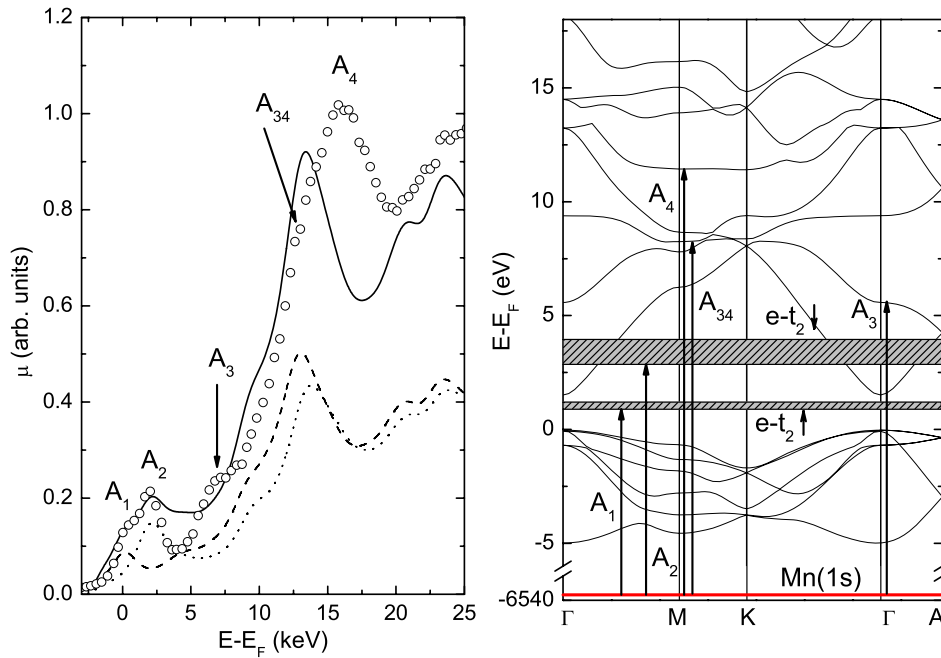 1.2
1.0
0.8
0.6
0.4
0.2
0.0
μ (arb. units)
A₁
A₂
A₃
A₃₄
A₄
0 5 10 15 20 25
E-E_F (keV)
15
10
5
0
-5
-6540
E-E_F (eV)
A₄
A₃₄
e-t₂
A₃
e-t₂
A₁
A₂
Mn(1s)
Γ M K Γ A